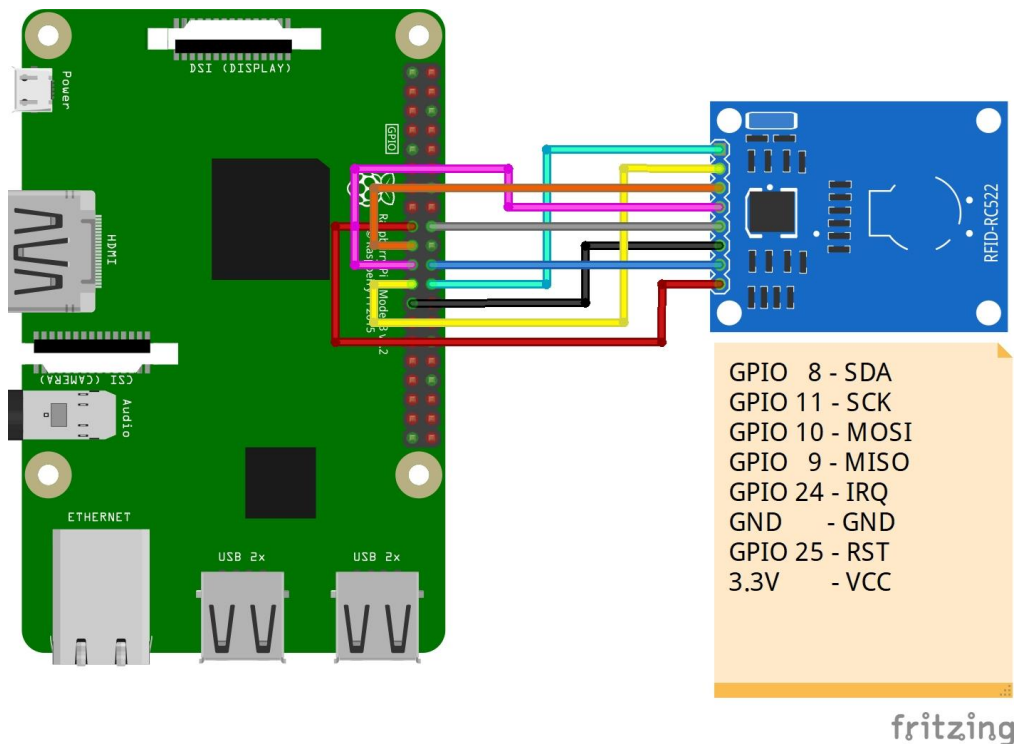 DSI (DISPLAY)
Power
GPIO
HDMI
CSI (CAMERA)
Audio
ETHERNET
USB 2x
USB 2x
RFID-RC522
GPIO 8 - SDA
GPIO 11 - SCK
GPIO 10 - MOSI
GPIO 9 - MISO
GPIO 24 - IRQ
GND - GND
GPIO 25 - RST
3.3V - VCC
fritzing